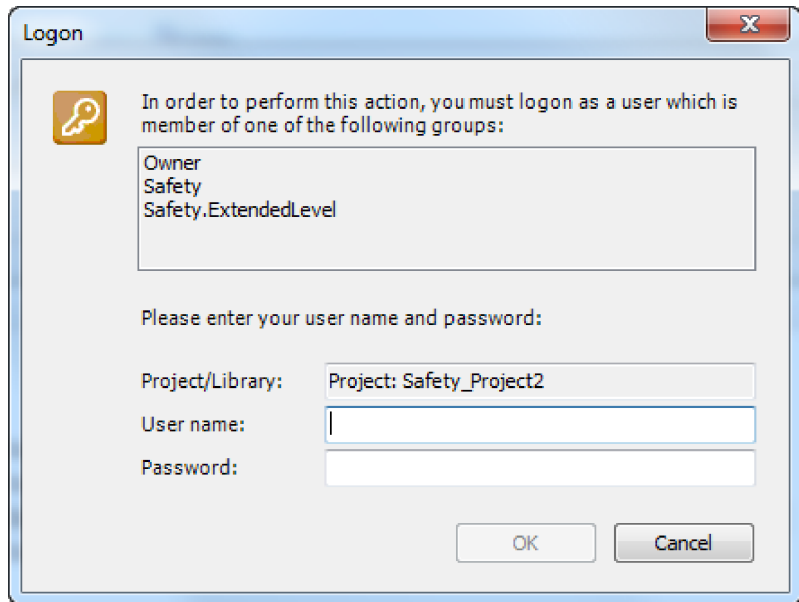 Logon
In order to perform this action, you must logon as a user which is
member of one of the following groups:
Owner
Safety
Safety.ExtendedLevel
Please enter your user name and password:
Project/Library: Project: Safety_Project2
User name:
Password:
OK Cancel